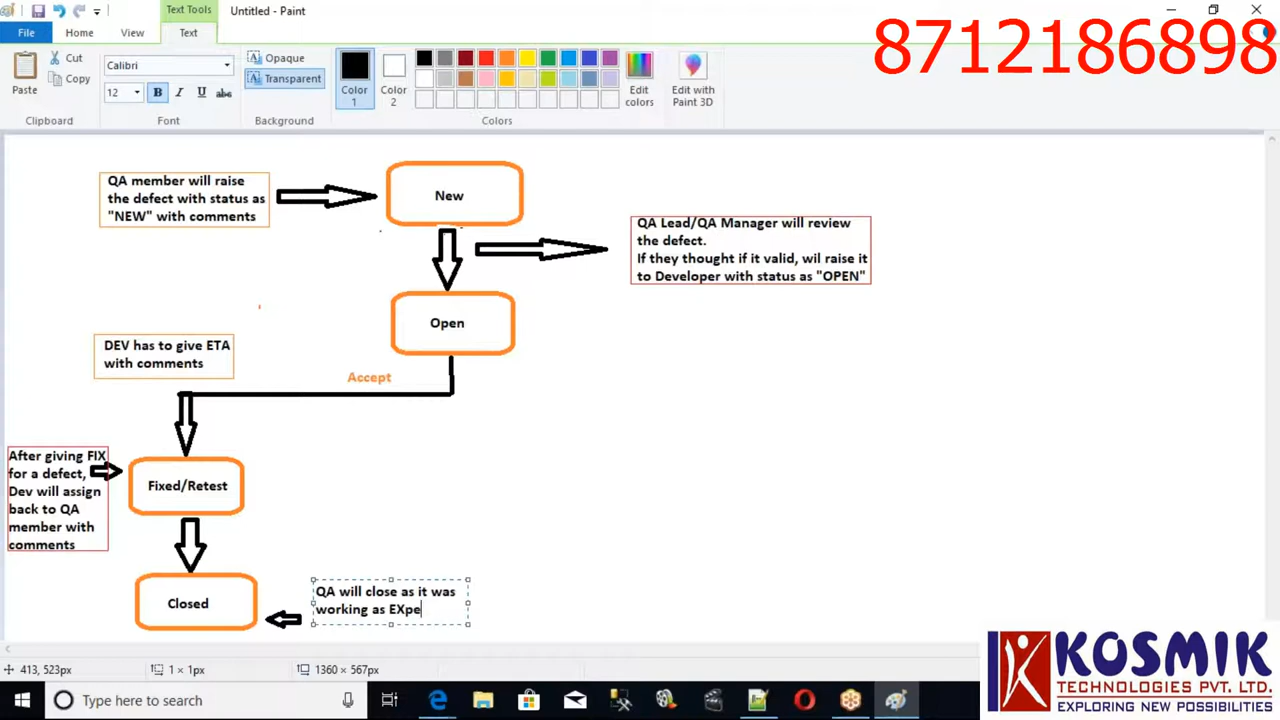 Text Tools
Untitled - Paint
8712186898
File
Home
View
Text
Paste
Cut
Copy
Clipboard
Calibri
12
B
I
U
abc
Font
Opaque
Transparent
Background
Color
1
Color
2
Edit
colors
Edit with
Paint 3D
Colors
QA member will raise
the defect with status as
"NEW" with comments
New
QA Lead/QA Manager will review
the defect.
If they thought if it valid, wil raise it
to Developer with status as "OPEN"
Open
DEV has to give ETA
with comments
Accept
After giving FIX
for a defect,
Dev will assign
back to QA
member with
comments
Fixed/Retest
Closed
QA will close as it was
working as EXpe
413, 523px
1 × 1px
1360 × 567px
Type here to search
KOSMIK
TECHNOLOGIES PVT. LTD.
EXPLORING NEW POSSIBILITIES